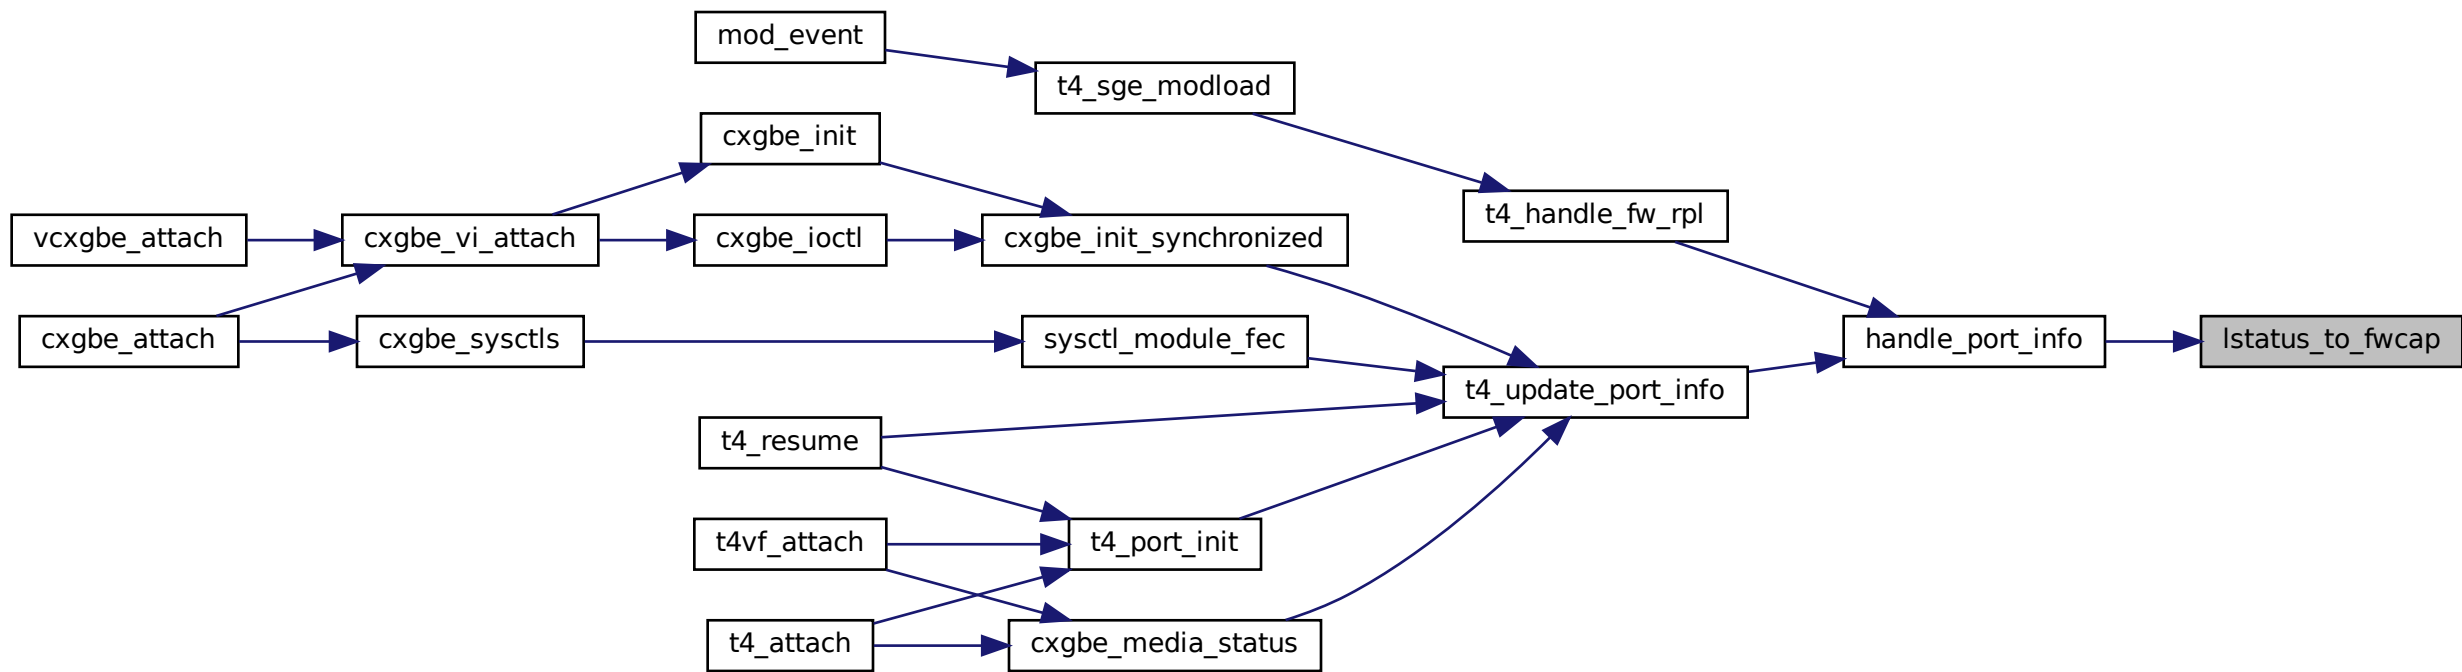 mod_event
t4_sge_modload
cxgbe_init
t4_handle_fw_rpl
vcxgbe_attach
cxgbe_vi_attach
cxgbe_ioctl
cxgbe_init_synchronized
cxgbe_attach
cxgbe_sysctls
sysctl_module_fec
handle_port_info
lstatus_to_fwcap
t4_update_port_info
t4_resume
t4vf_attach
t4_port_init
t4_attach
cxgbe_media_status